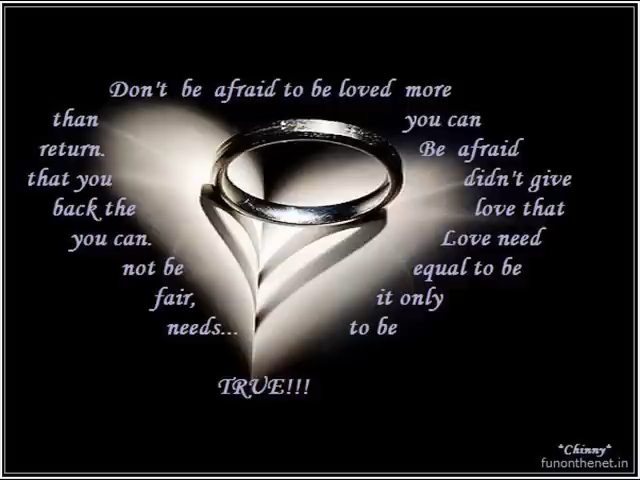 Don't be afraid to be loved more
than you can
return. Be afraid
that you didn't give
back the love that
you can. Love need
not be equal to be
fair, it only
needs... to be
TRUE!!!
*Chinny*
funonthenet.in